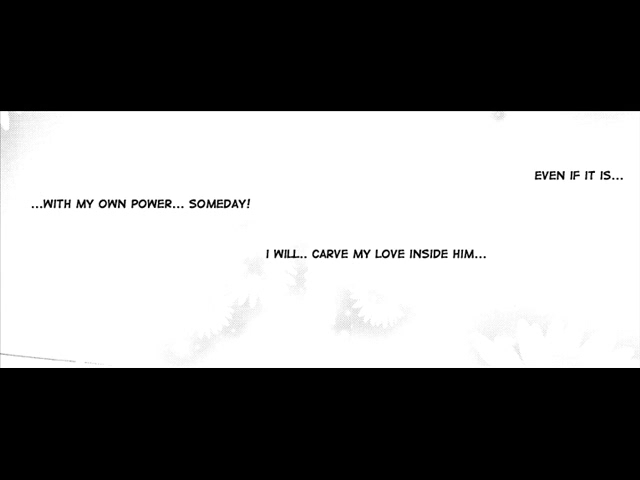 EVEN IF IT IS...
...WITH MY OWN POWER... SOMEDAY!
I WILL.. CARVE MY LOVE INSIDE HIM...